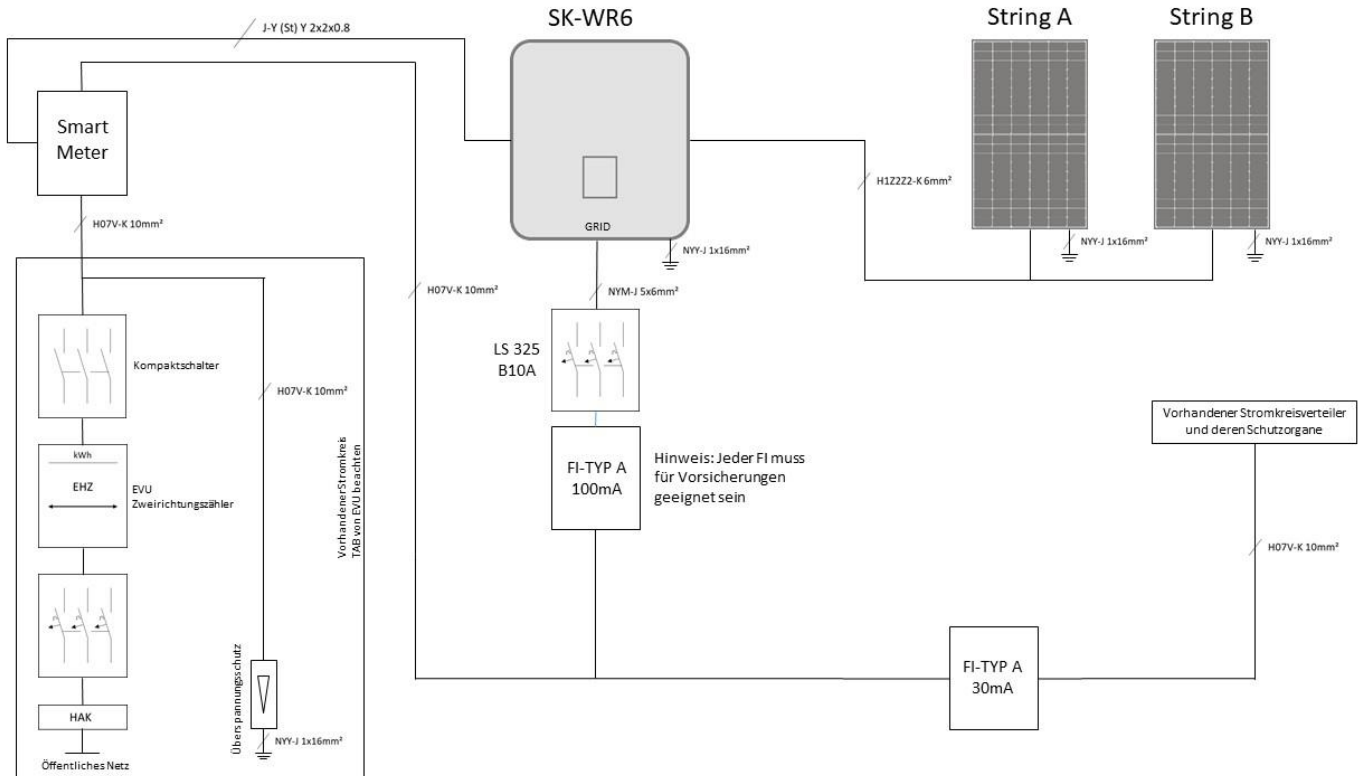 SK-WR6
String A
String B
J-Y (St) Y 2x2x0.8
Smart
Meter
H1Z2Z2-K 6mm²
GRID
H07V-K 10mm²
NYY-J 1x16mm²
NYY-J 1x16mm²
NYY-J 1x16mm²
H07V-K 10mm²
NYM-J 5x6mm²
LS 325
B10A
Kompaktschalter
H07V-K 10mm²
Vorhandener Stromkreisverteiler
und deren Schutzorgane
kWh
EHZ
EVU
Zweirichtungszähler
Vorhandener Stromkreis
TAB von EVU beachten
FI-TYP A
100mA
Hinweis: Jeder FI muss
für Vorsicherungen
geeignet sein
H07V-K 10mm²
FI-TYP A
30mA
Überspannungsschutz
HAK
NYY-J 1x16mm²
Öffentliches Netz